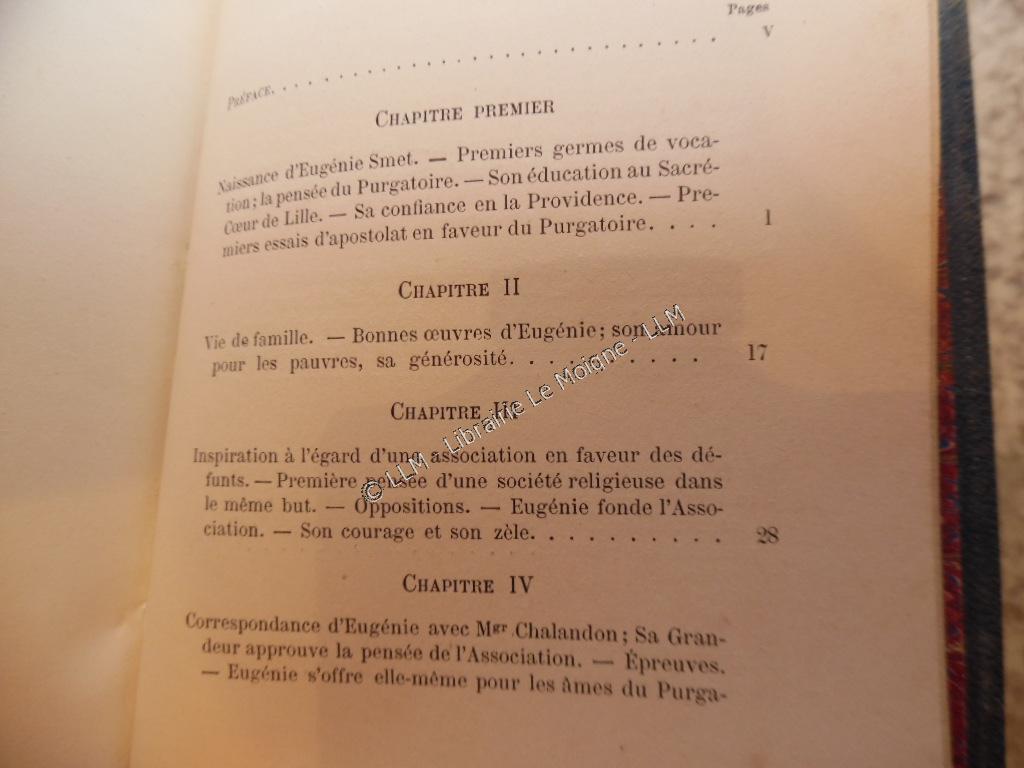 Pages
PRÉFACE. . . . . . . . . . . . . . . . . . . . . . . . . . . . V
CHAPITRE PREMIER
Naissance d'Eugénie Smet. — Premiers germes de voca-
tion; la pensée du Purgatoire. — Son éducation au Sacré-
Cœur de Lille. — Sa confiance en la Providence. — Pre-
miers essais d'apostolat en faveur du Purgatoire. . . . 1
CHAPITRE II
Vie de famille. — Bonnes œuvres d'Eugénie; son amour
pour les pauvres, sa générosité. . . . . . . . . . 17
CHAPITRE III
Inspiration à l'égard d'une association en faveur des dé-
funts. — Première pensée d'une société religieuse dans
le même but. — Oppositions. — Eugénie fonde l'Asso-
ciation. — Son courage et son zèle. . . . . . . . . . 28
CHAPITRE IV
Correspondance d'Eugénie avec Mgr Chalandon; Sa Gran-
deur approuve la pensée de l'Association. — Épreuves.
— Eugénie s'offre elle-même pour les âmes du Purga-
© LLM - Librairie Le Moigne - LLM